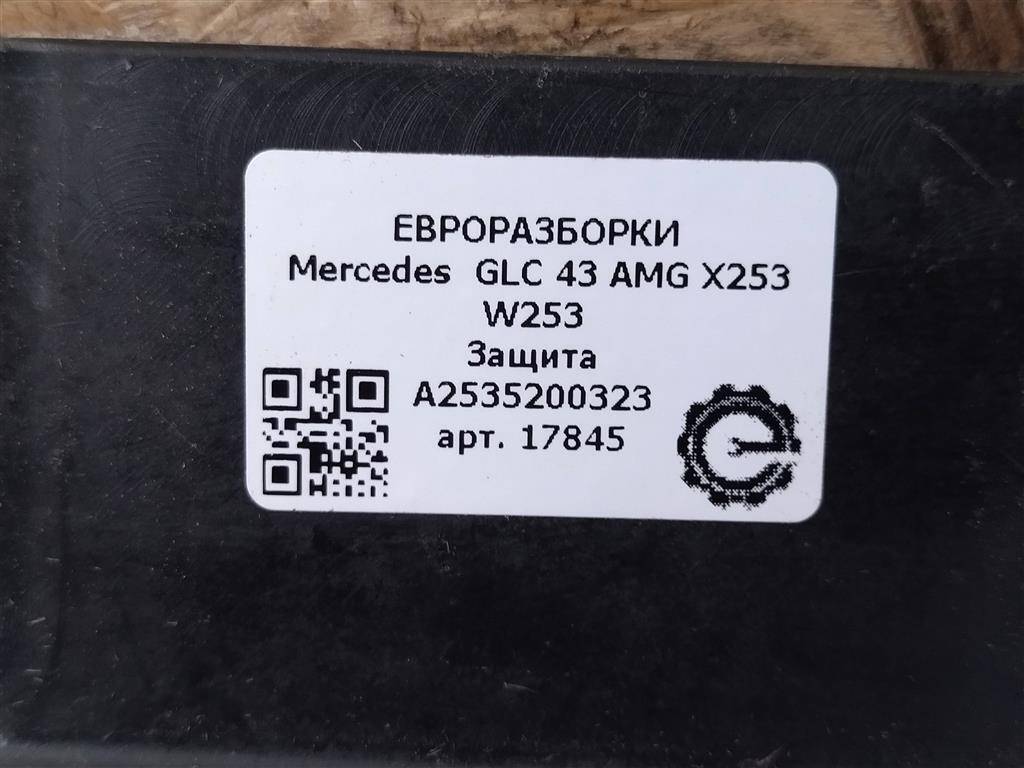 ЕВРОРАЗБОРКИ
Mercedes GLC 43 AMG X253
W253
Защита
A2535200323
арт. 17845